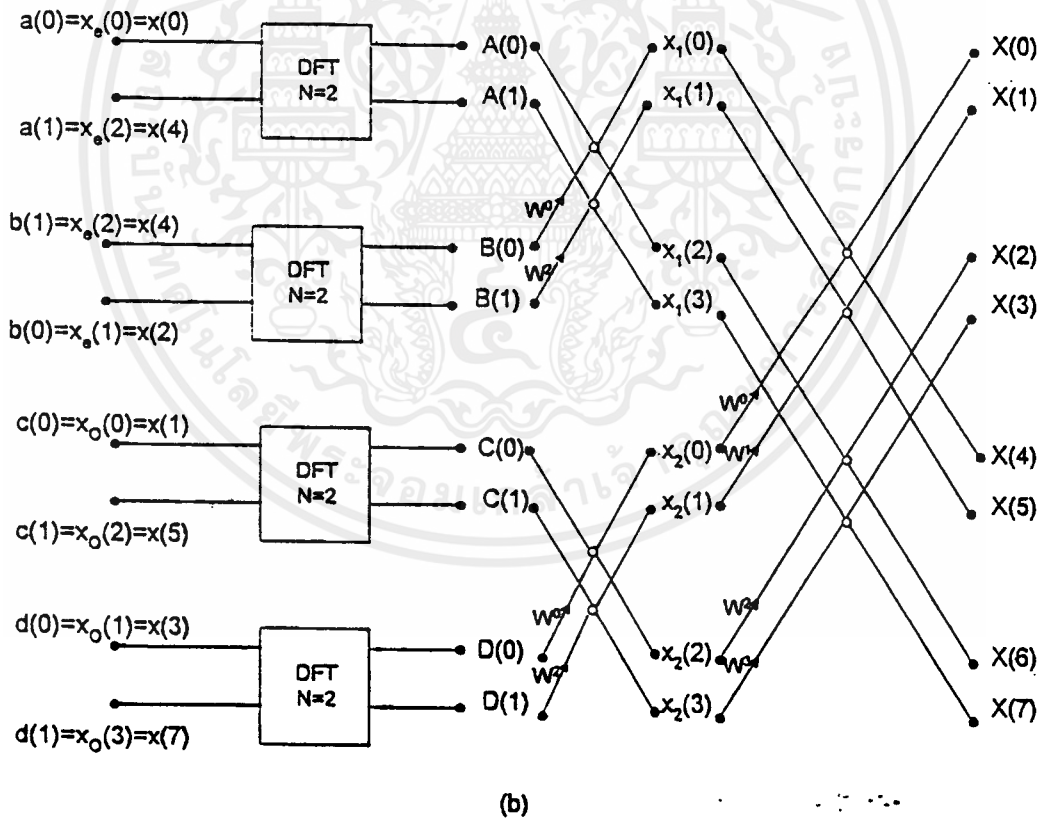 a(0)=xₑ(0)=x(0)
DFT
N=2
a(1)=xₑ(2)=x(4)
A(0)
A(1)
x₁(0)
x₁(1)
X(0)
X(1)
b(1)=xₑ(2)=x(4)
DFT
N=2
b(0)=xₑ(1)=x(2)
W⁰
B(0)
W²
B(1)
x₁(2)
x₁(3)
X(2)
X(3)
c(0)=x_O(0)=x(1)
DFT
N=2
c(1)=x_O(2)=x(5)
C(0)
C(1)
W⁰
x₂(0)
W¹
x₂(1)
X(4)
X(5)
d(0)=x_O(1)=x(3)
DFT
N=2
d(1)=x_O(3)=x(7)
W⁰
D(0)
W²
D(1)
W²
x₂(2)
W³
x₂(3)
X(6)
X(7)
(b)